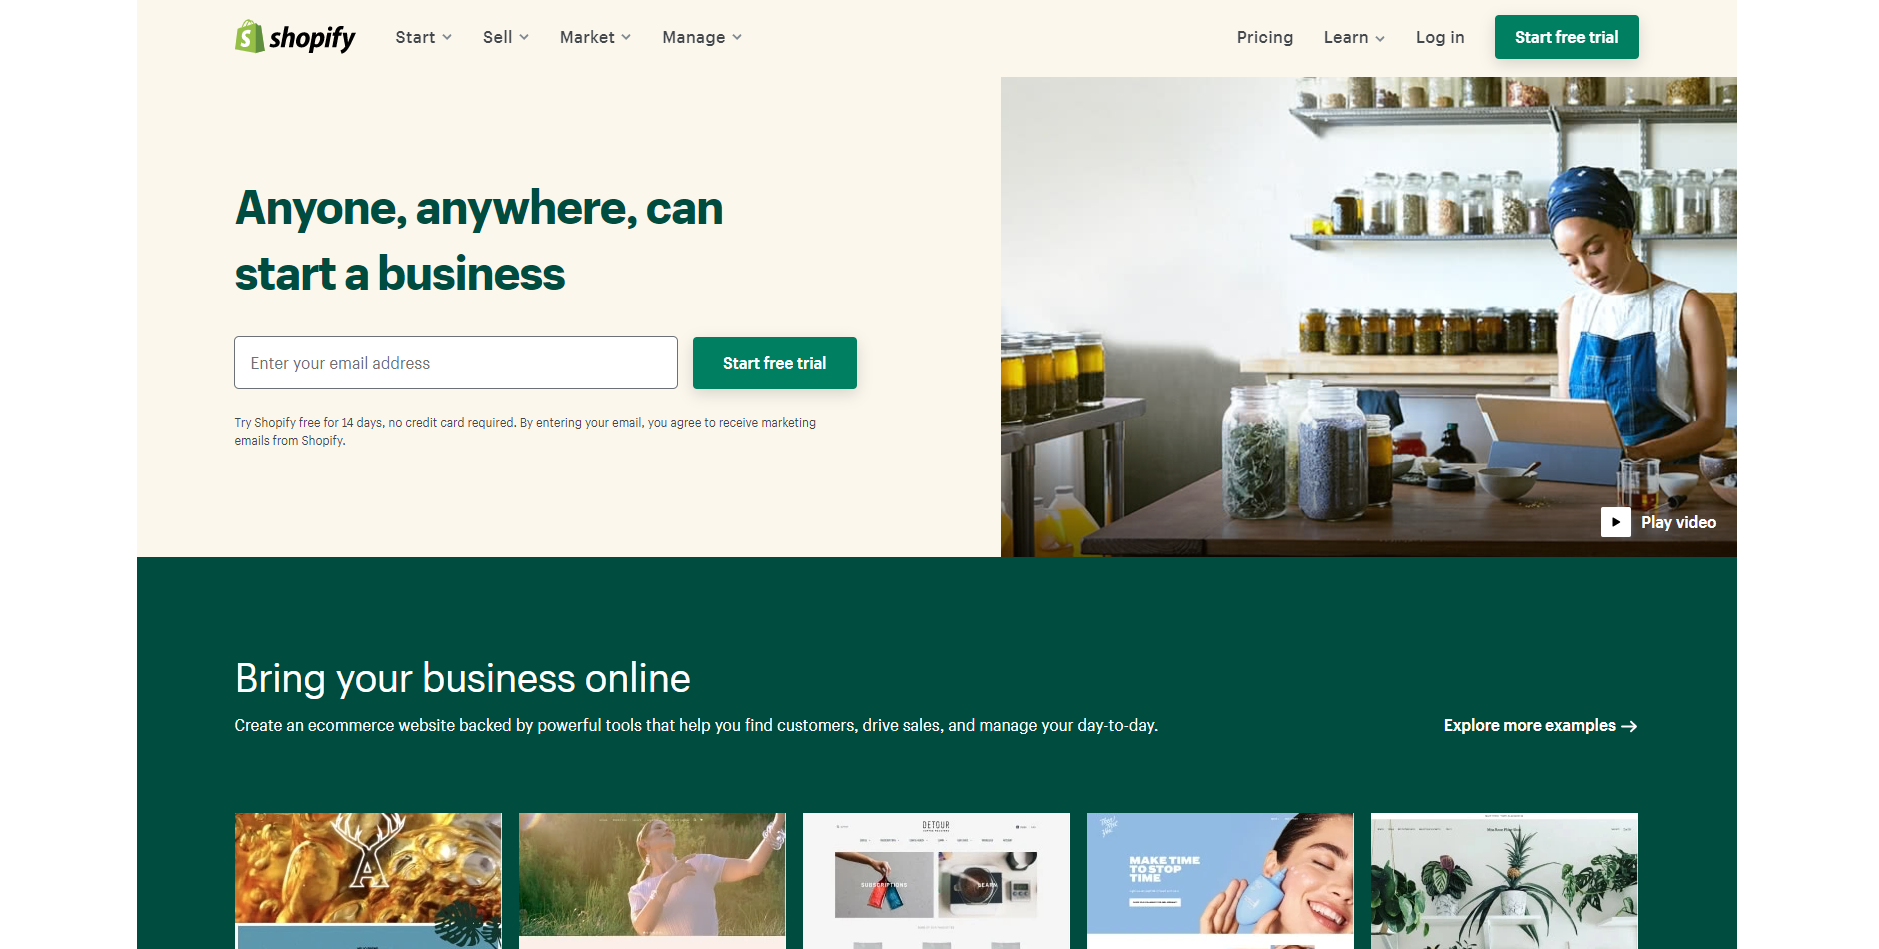 shopify
Start
Sell
Market
Manage
Pricing
Learn
Log in
Start free trial
Anyone, anywhere, can
start a business
Enter your email address
Start free trial
Try Shopify free for 14 days, no credit card required. By entering your email, you agree to receive marketing
emails from Shopify.
Play video
Bring your business online
Create an ecommerce website backed by powerful tools that help you find customers, drive sales, and manage your day-to-day.
Explore more examples
A
DETOUR
SUBSCRIPTIONS
LEARN
MAKE TIME
TO STOP
TIME